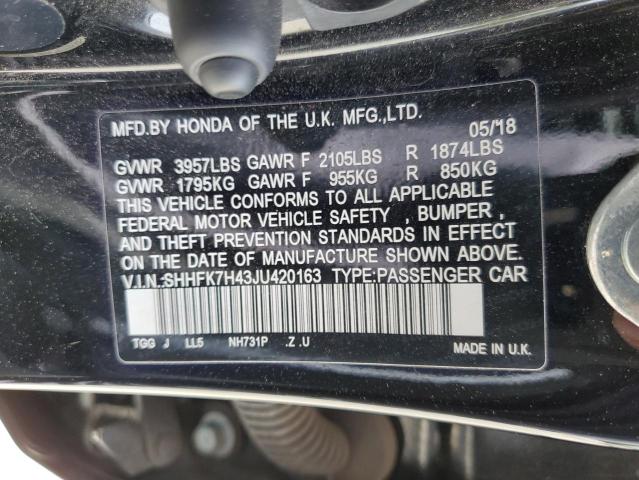 MFD.BY HONDA OF THE U.K. MFG.,LTD. 05/18
GVWR 3957LBS GAWR F 2105LBS R 1874LBS
GVWR 1795KG GAWR F 955KG R 850KG
THIS VEHICLE CONFORMS TO ALL APPLICABLE
FEDERAL MOTOR VEHICLE SAFETY , BUMPER ,
AND THEFT PREVENTION STANDARDS IN EFFECT
ON THE DATE OF MANUFACTURE SHOWN ABOVE.
V.I.N.:SHHFK7H43JU420163 TYPE:PASSENGER CAR
TGG J LL5 NH731P .Z .U
MADE IN U.K.